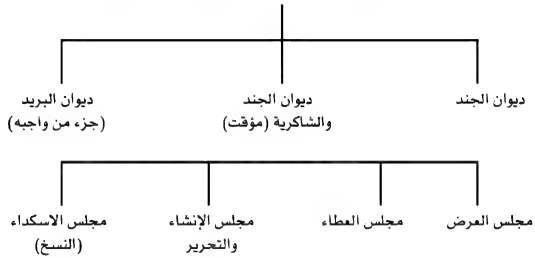 ديوان الجند
ديوان الجند
والشاكرية (مؤقت)
ديوان البريد
(جزء من واجبه)
مجلس العرض
مجلس العطاء
مجلس الإنشاء
والتحرير
مجلس الاسكداء
(النسخ)